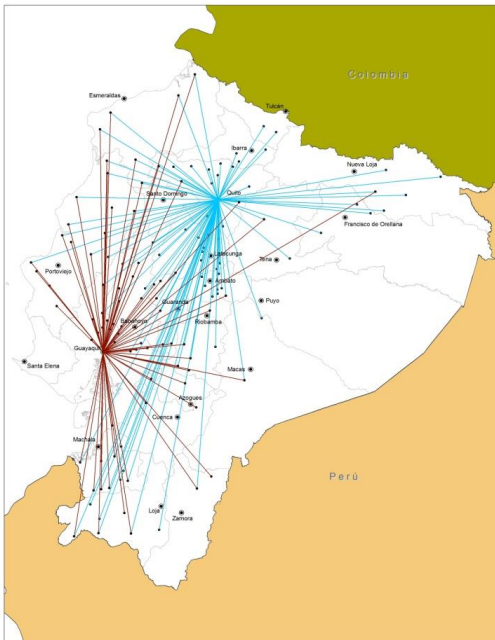 Colombia
Esmeraldas
Tulcán
Ibarra
Nueva Loja
Santo Domingo
Quito
Francisco de Orellana
Latacunga
Tena
Portoviejo
Ambato
Guaranda
Puyo
Riobamba
Babahoyo
Guayaquil
Santa Elena
Macas
Azogues
Cuenca
Machala
Perú
Loja
Zamora